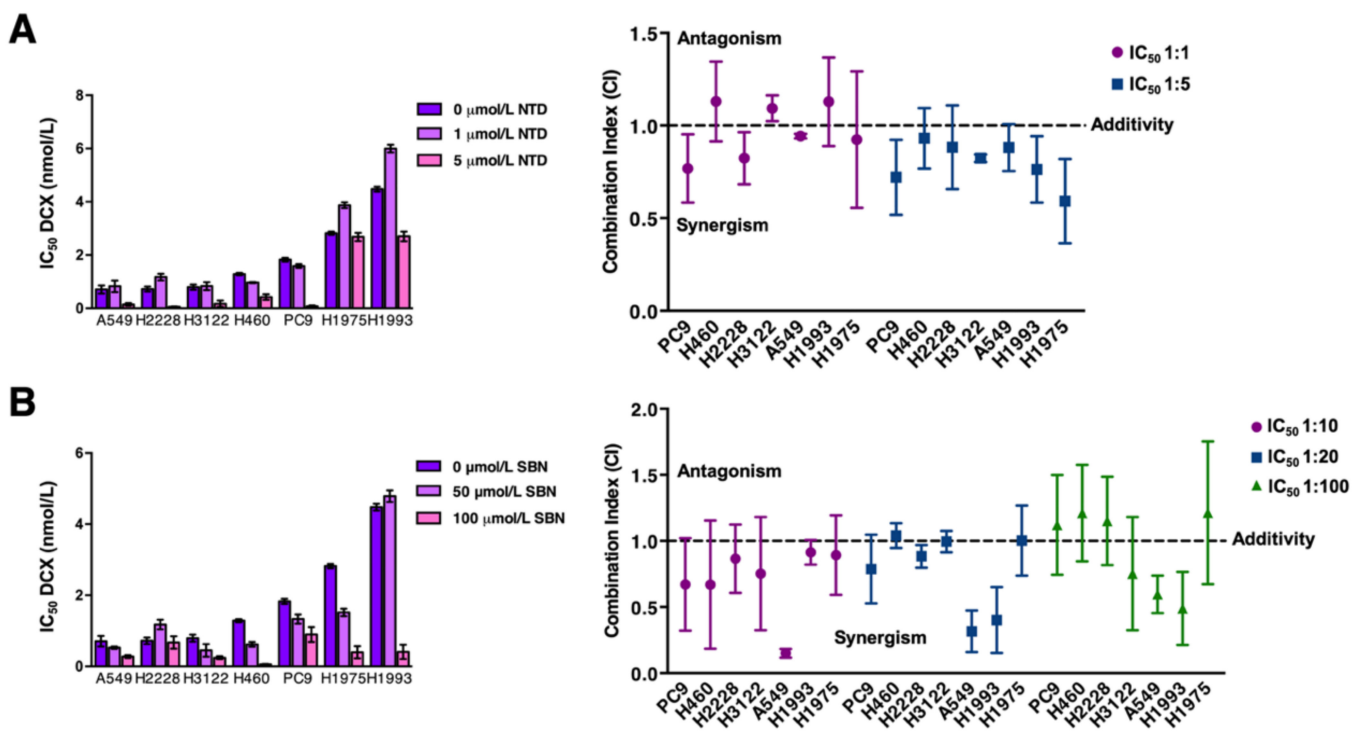 A
IC50 DCX (nmol/L)
8
6
4
2
0
A549 H2228 H3122 H460 PC9 H1975 H1993
0 μmol/L NTD
1 μmol/L NTD
5 μmol/L NTD
Combination Index (CI)
1.5
1.0
0.5
0.0
Antagonism
Additivity
Synergism
PC9 H460 H2228 H3122 A549 H1993 H1975 PC9 H460 H2228 H3122 A549 H1993 H1975
IC50 1:1
IC50 1:5
B
IC50 DCX (nmol/L)
6
4
2
0
A549 H2228 H3122 H460 PC9 H1975 H1993
0 μmol/L SBN
50 μmol/L SBN
100 μmol/L SBN
Combination Index (CI)
2.0
1.5
1.0
0.5
0.0
Antagonism
Additivity
Synergism
PC9 H460 H2228 H3122 A549 H1993 H1975 PC9 H460 H2228 H3122 A549 H1993 H1975 PC9 H460 H2228 H3122 A549 H1993 H1975
IC50 1:10
IC50 1:20
IC50 1:100